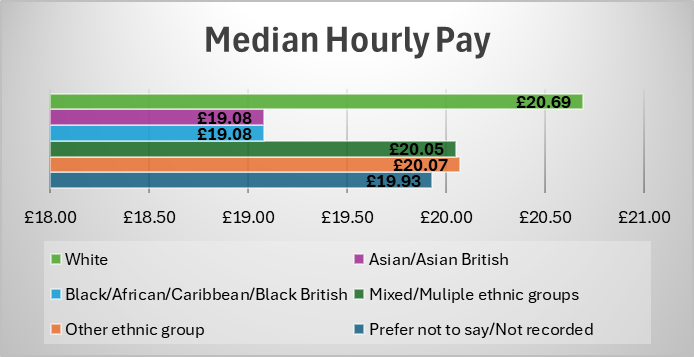 Median Hourly Pay
£20.69
£19.08
£19.08
£20.05
£20.07
£19.93
£18.00 £18.50 £19.00 £19.50 £20.00 £20.50 £21.00
White Asian/Asian British
Black/African/Caribbean/Black British Mixed/Muliple ethnic groups
Other ethnic group Prefer not to say/Not recorded